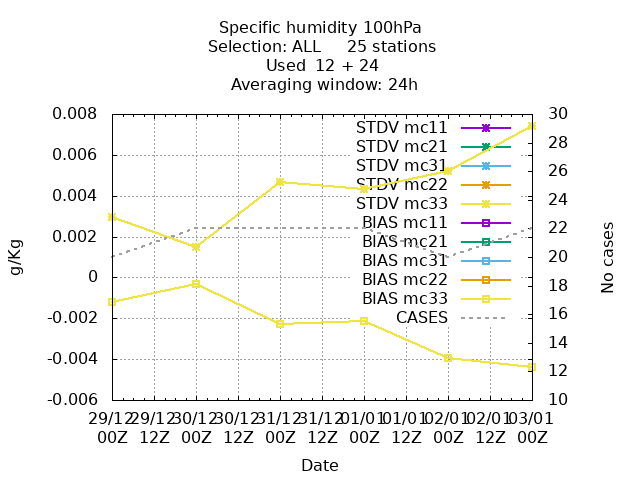 Specific humidity 100hPa
Selection: ALL     25 stations
Used  12 + 24
Averaging window: 24h
0.008
0.006
0.004
0.002
0
-0.002
-0.004
-0.006
g/Kg
STDV mc11
STDV mc21
STDV mc31
STDV mc22
STDV mc33
BIAS mc11
BIAS mc21
BIAS mc31
BIAS mc22
BIAS mc33
CASES
30
28
26
24
22
20
18
16
14
12
10
No cases
29/12 29/12 30/12 30/12 31/12 31/12 01/01 01/01 02/01 02/01 03/01
00Z 12Z 00Z 12Z 00Z 12Z 00Z 12Z 00Z 12Z 00Z
Date